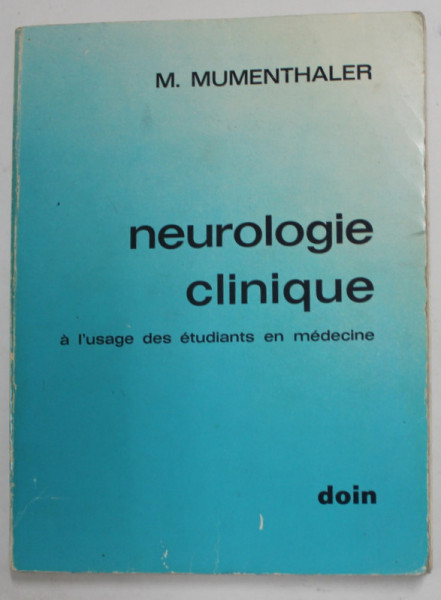 M. MUMENTHALER
neurologie
clinique
à l'usage des étudiants en médecine
doin